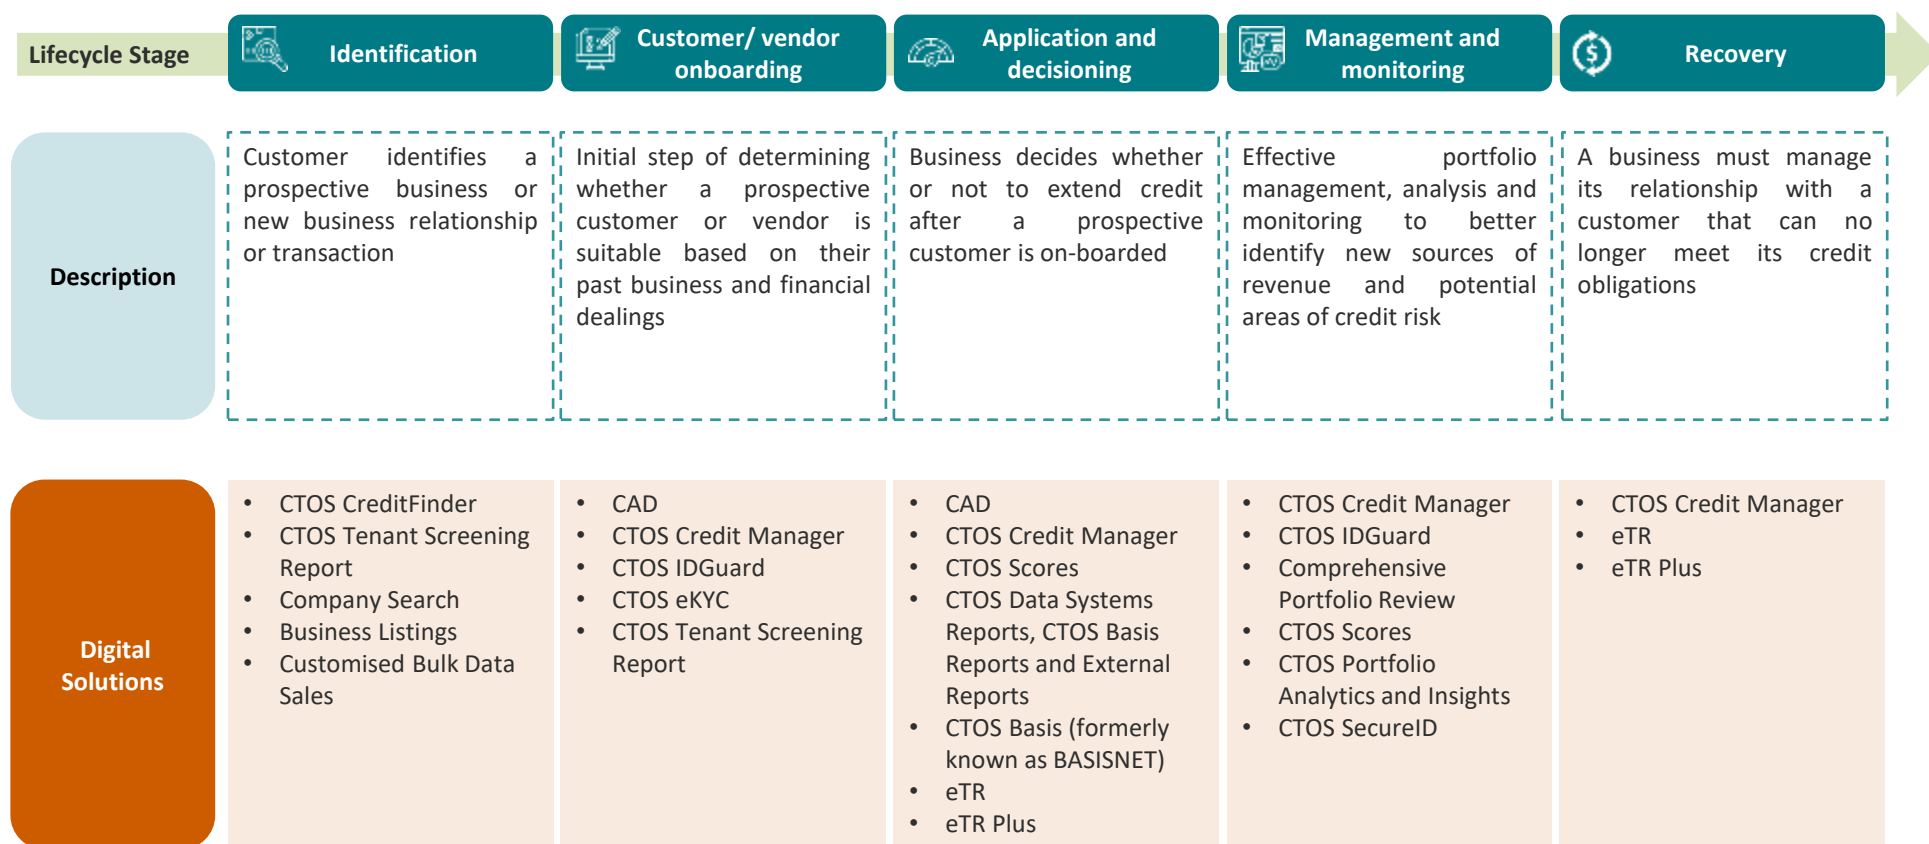 Lifecycle Stage
Identification
Customer/ vendor
onboarding
Application and
decisioning
Management and
monitoring
Recovery
Description
Customer identifies a
prospective business or
new business relationship
or transaction
Initial step of determining
whether a prospective
customer or vendor is
suitable based on their
past business and financial
dealings
Business decides whether
or not to extend credit
after a prospective
customer is on-boarded
Effective portfolio
management, analysis and
monitoring to better
identify new sources of
revenue and potential
areas of credit risk
A business must manage
its relationship with a
customer that can no
longer meet its credit
obligations
Digital
Solutions
• CTOS CreditFinder
• CTOS Tenant Screening
Report
• Company Search
• Business Listings
• Customised Bulk Data
Sales
• CAD
• CTOS Credit Manager
• CTOS IDGuard
• CTOS eKYC
• CTOS Tenant Screening
Report
• CAD
• CTOS Credit Manager
• CTOS Scores
• CTOS Data Systems
Reports, CTOS Basis
Reports and External
Reports
• CTOS Basis (formerly
known as BASISNET)
• eTR
• eTR Plus
• CTOS Credit Manager
• CTOS IDGuard
• Comprehensive
Portfolio Review
• CTOS Scores
• CTOS Portfolio
Analytics and Insights
• CTOS SecureID
• CTOS Credit Manager
• eTR
• eTR Plus